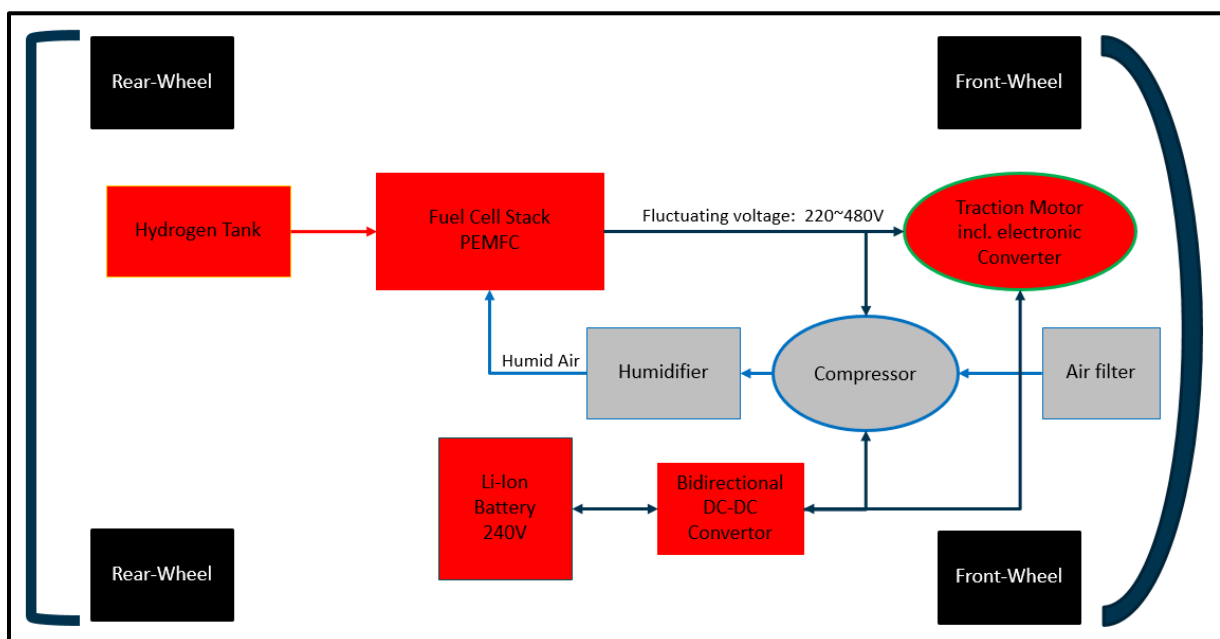 Rear-Wheel
Front-Wheel
Hydrogen Tank
Fuel Cell Stack
PEMFC
Fluctuating voltage:  220~480V
Traction Motor
incl. electronic
Converter
Humid Air
Humidifier
Compressor
Air filter
Li-Ion
Battery
240V
Bidirectional
DC-DC
Convertor
Rear-Wheel
Front-Wheel